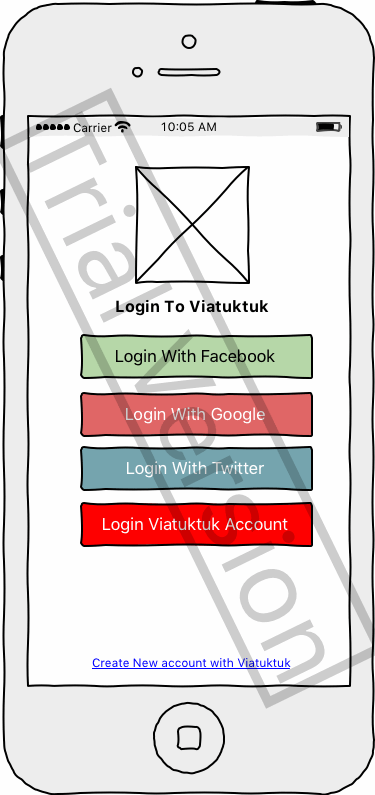 Carrier 10:05 AM
Login To Viatuktuk
Login With Facebook
Login With Google
Login With Twitter
Login Viatuktuk Account
Create New account with Viatuktuk
Trial Version